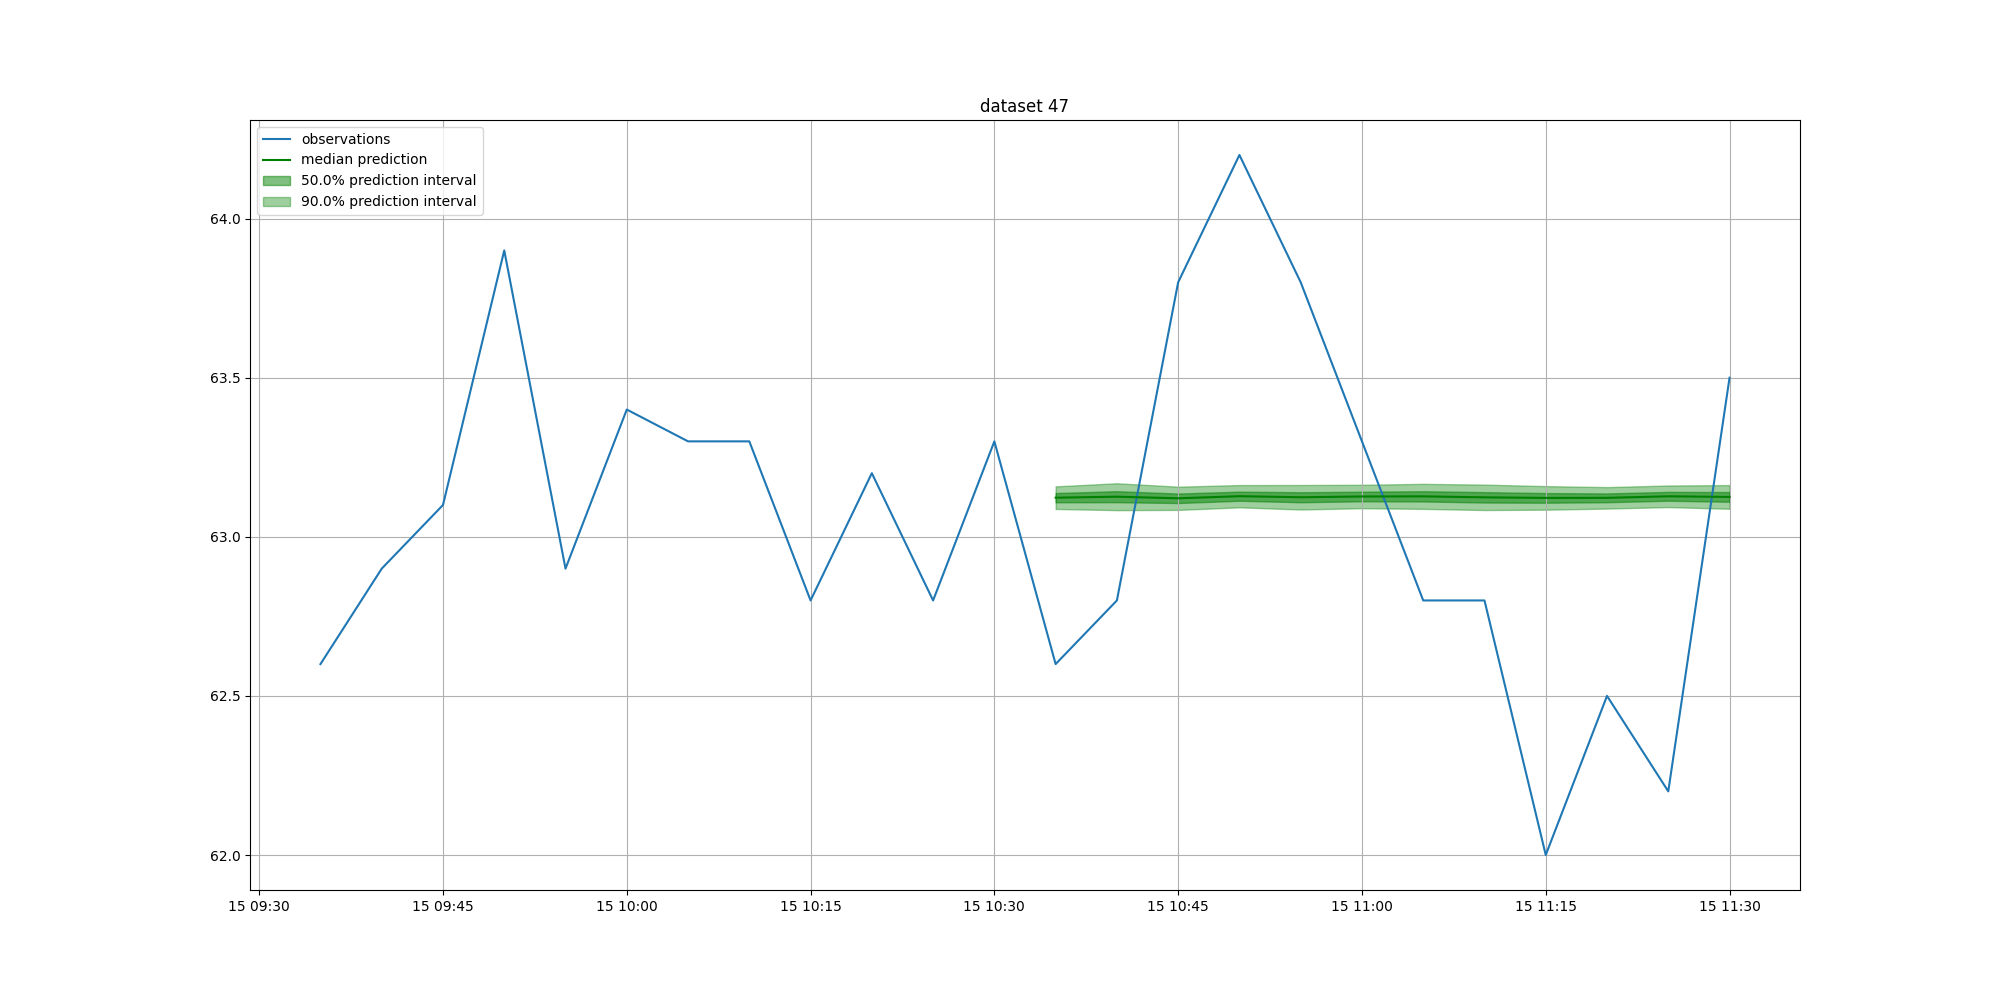 dataset 47
observations
median prediction
50.0% prediction interval
90.0% prediction interval
64.0
63.5
63.0
62.5
62.0
15 09:30 15 09:45 15 10:00 15 10:15 15 10:30 15 10:45 15 11:00 15 11:15 15 11:30